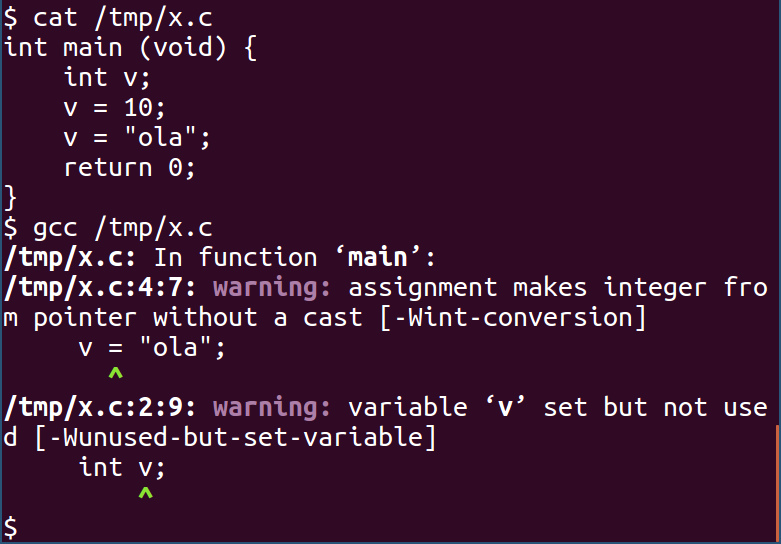 $ cat /tmp/x.c
int main (void) {
    int v;
    v = 10;
    v = "ola";
    return 0;
}
$ gcc /tmp/x.c
/tmp/x.c: In function ‘main’:
/tmp/x.c:4:7: warning: assignment makes integer fro
m pointer without a cast [-Wint-conversion]
     v = "ola";
       ^
/tmp/x.c:2:9: warning: variable ‘v’ set but not use
d [-Wunused-but-set-variable]
     int v;
         ^
$